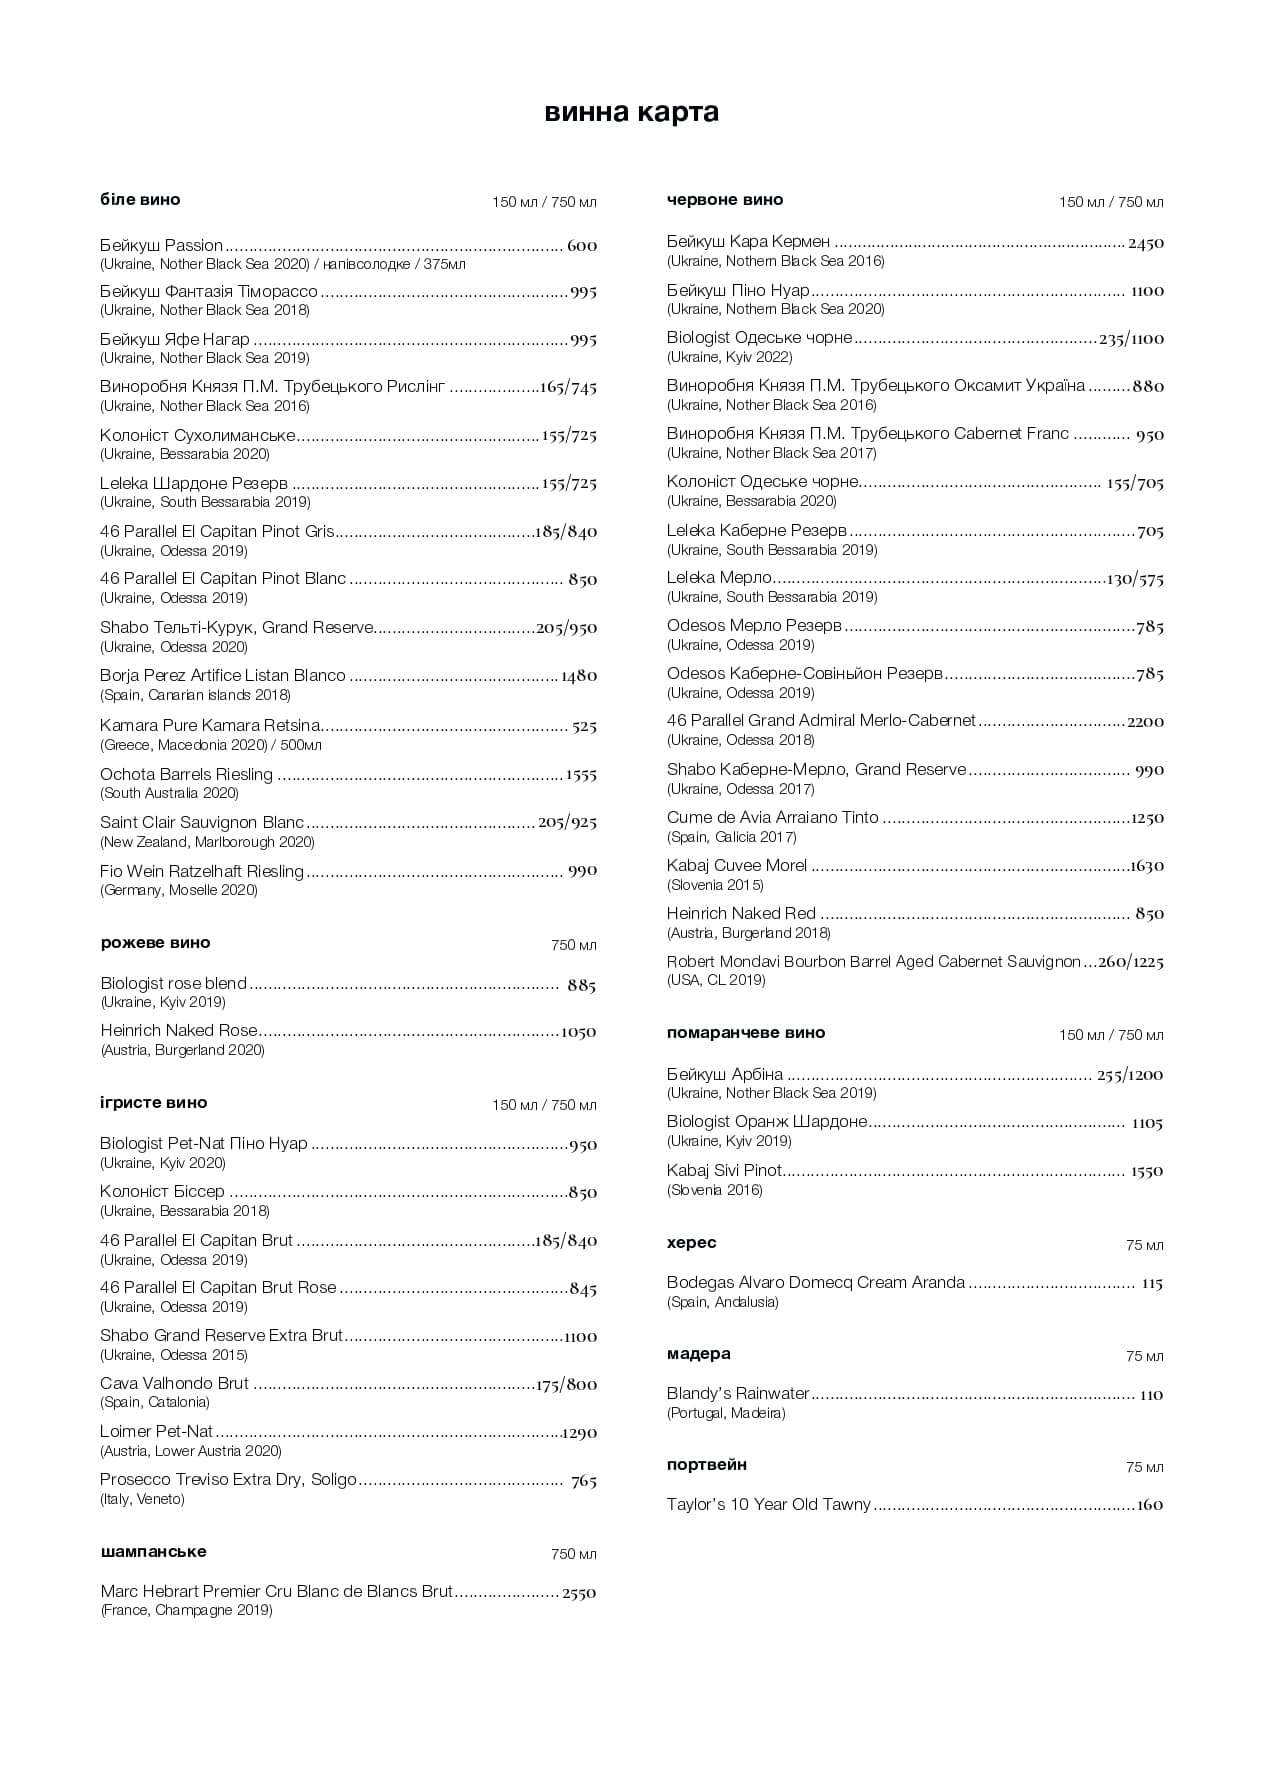 винна карта
біле вино 150 мл / 750 мл
Бейкуш Passion........................................................................ 600
(Ukraine, Nother Black Sea 2020) / напівсолодке / 375мл
Бейкуш Фантазія Тіморассо....................................................995
(Ukraine, Nother Black Sea 2018)
Бейкуш Яфе Нагар ..................................................................995
(Ukraine, Nother Black Sea 2019)
Виноробня Князя П.М. Трубецького Рислінг ...................165/745
(Ukraine, Nother Black Sea 2016)
Колоніст Сухолиманське................................................... 155/725
(Ukraine, Bessarabia 2020)
Leleka Шардоне Резерв .................................................... 155/725
(Ukraine, South Bessarabia 2019)
46 Parallel El Capitan Pinot Gris..........................................185/840
(Ukraine, Odessa 2019)
46 Parallel El Capitan Pinot Blanc ............................................. 850
(Ukraine, Odessa 2019)
Shabo Тельті-Курук, Grand Reserve..................................205/950
(Ukraine, Odessa 2020)
Borja Perez Artifice Listan Blanco ............................................ 1480
(Spain, Canarian islands 2018)
Kamara Pure Kamara Retsina.................................................... 525
(Greece, Macedonia 2020) / 500мл
Ochota Barrels Riesling ............................................................ 1555
(South Australia 2020)
Saint Clair Sauvignon Blanc................................................ 205/925
(New Zealand, Marlborough 2020)
Fio Wein Ratzelhaft Riesling...................................................... 990
(Germany, Moselle 2020)
рожеве вино 750 мл
Biologist rose blend................................................................. 885
(Ukraine, Kyiv 2019)
Heinrich Naked Rose...............................................................1050
(Austria, Burgerland 2020)
ігристе вино 150 мл / 750 мл
Biologist Pet-Nat Піно Нуар ......................................................950
(Ukraine, Kyiv 2020)
Колоніст Біссер .......................................................................850
(Ukraine, Bessarabia 2018)
46 Parallel El Capitan Brut ..................................................185/840
(Ukraine, Odessa 2019)
46 Parallel El Capitan Brut Rose ................................................845
(Ukraine, Odessa 2019)
Shabo Grand Reserve Extra Brut..............................................1100
(Ukraine, Odessa 2015)
Cava Valhondo Brut ...........................................................175/800
(Spain, Catalonia)
Loimer Pet-Nat.........................................................................1290
(Austria, Lower Austria 2020)
Prosecco Treviso Extra Dry, Soligo........................................... 765
(Italy, Veneto)
шампанське 750 мл
Marc Hebrart Premier Cru Blanc de Blancs Brut...................... 2550
(France, Champagne 2019)
червоне вино 150 мл / 750 мл
Бейкуш Кара Кермен .............................................................. 2450
(Ukraine, Nothern Black Sea 2016)
Бейкуш Піно Нуар.................................................................. 1100
(Ukraine, Nothern Black Sea 2020)
Biologist Одеське чорне...................................................235/1100
(Ukraine, Kyiv 2022)
Виноробня Князя П.М. Трубецького Оксамит Україна .........880
(Ukraine, Nother Black Sea 2016)
Виноробня Князя П.М. Трубецького Cabernet Franc ............ 950
(Ukraine, Nother Black Sea 2017)
Колоніст Одеське чорне................................................... 155/705
(Ukraine, Bessarabia 2020)
Leleka Каберне Резерв............................................................705
(Ukraine, South Bessarabia 2019)
Leleka Мерло......................................................................130/575
(Ukraine, South Bessarabia 2019)
Odesos Мерло Резерв.............................................................785
(Ukraine, Odessa 2019)
Odesos Каберне-Совіньйон Резерв........................................785
(Ukraine, Odessa 2019)
46 Parallel Grand Admiral Merlo-Cabernet...............................2200
(Ukraine, Odessa 2018)
Shabo Каберне-Мерло, Grand Reserve.................................. 990
(Ukraine, Odessa 2017)
Cume de Avia Arraiano Tinto ....................................................1250
(Spain, Galicia 2017)
Kabaj Cuvee Morel ...................................................................1630
(Slovenia 2015)
Heinrich Naked Red ................................................................. 850
(Austria, Burgerland 2018)
Robert Mondavi Bourbon Barrel Aged Cabernet Sauvignon...260/1225
(USA, CL 2019)
помаранчеве вино 150 мл / 750 мл
Бейкуш Арбіна ................................................................ 255/1200
(Ukraine, Nother Black Sea 2019)
Biologist Оранж Шардоне...................................................... 1105
(Ukraine, Kyiv 2019)
Kabaj Sivi Pinot........................................................................ 1550
(Slovenia 2016)
херес 75 мл
Bodegas Alvaro Domecq Cream Aranda ................................... 115
(Spain, Andalusia)
мадера 75 мл
Blandy’s Rainwater.................................................................... 110
(Portugal, Madeira)
портвейн 75 мл
Taylor’s 10 Year Old Tawny.......................................................160